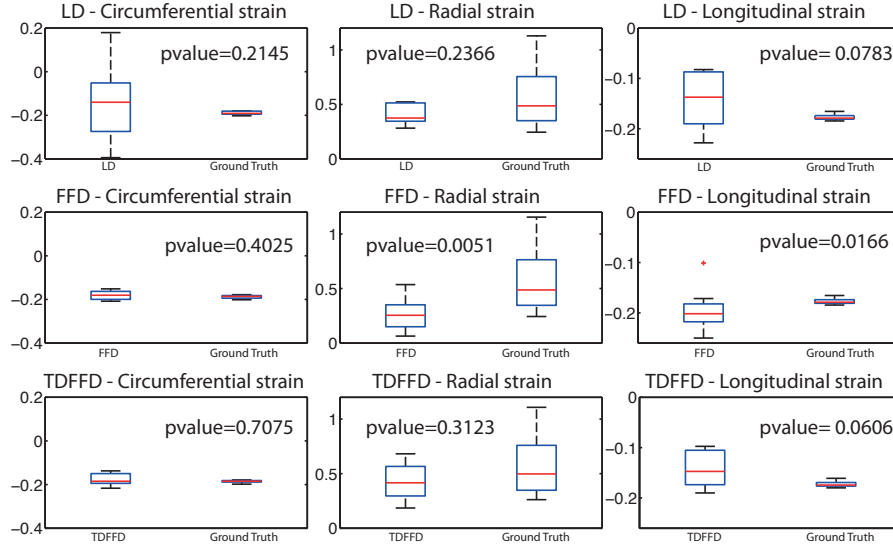 LD - Circumferential strain
0.2
0
−0.2
−0.4
pvalue=0.2145
LD
Ground Truth
LD - Radial strain
1
0.5
0
pvalue=0.2366
LD
Ground Truth
LD - Longitudinal strain
0
−0.1
−0.2
pvalue= 0.0783
LD
Ground Truth
FFD - Circumferential strain
0.2
0
−0.2
−0.4
pvalue=0.4025
FFD
Ground Truth
FFD - Radial strain
1
0.5
0
pvalue=0.0051
FFD
Ground Truth
FFD - Longitudinal strain
0
−0.1
−0.2
pvalue=0.0166
FFD
Ground Truth
TDFFD - Circumferential strain
0.2
0
−0.2
−0.4
pvalue=0.7075
TDFFD
Ground Truth
TDFFD - Radial strain
1
0.5
0
pvalue=0.3123
TDFFD
Ground Truth
TDFFD - Longitudinal strain
0
−0.1
−0.2
pvalue= 0.0606
TDFFD
Ground Truth